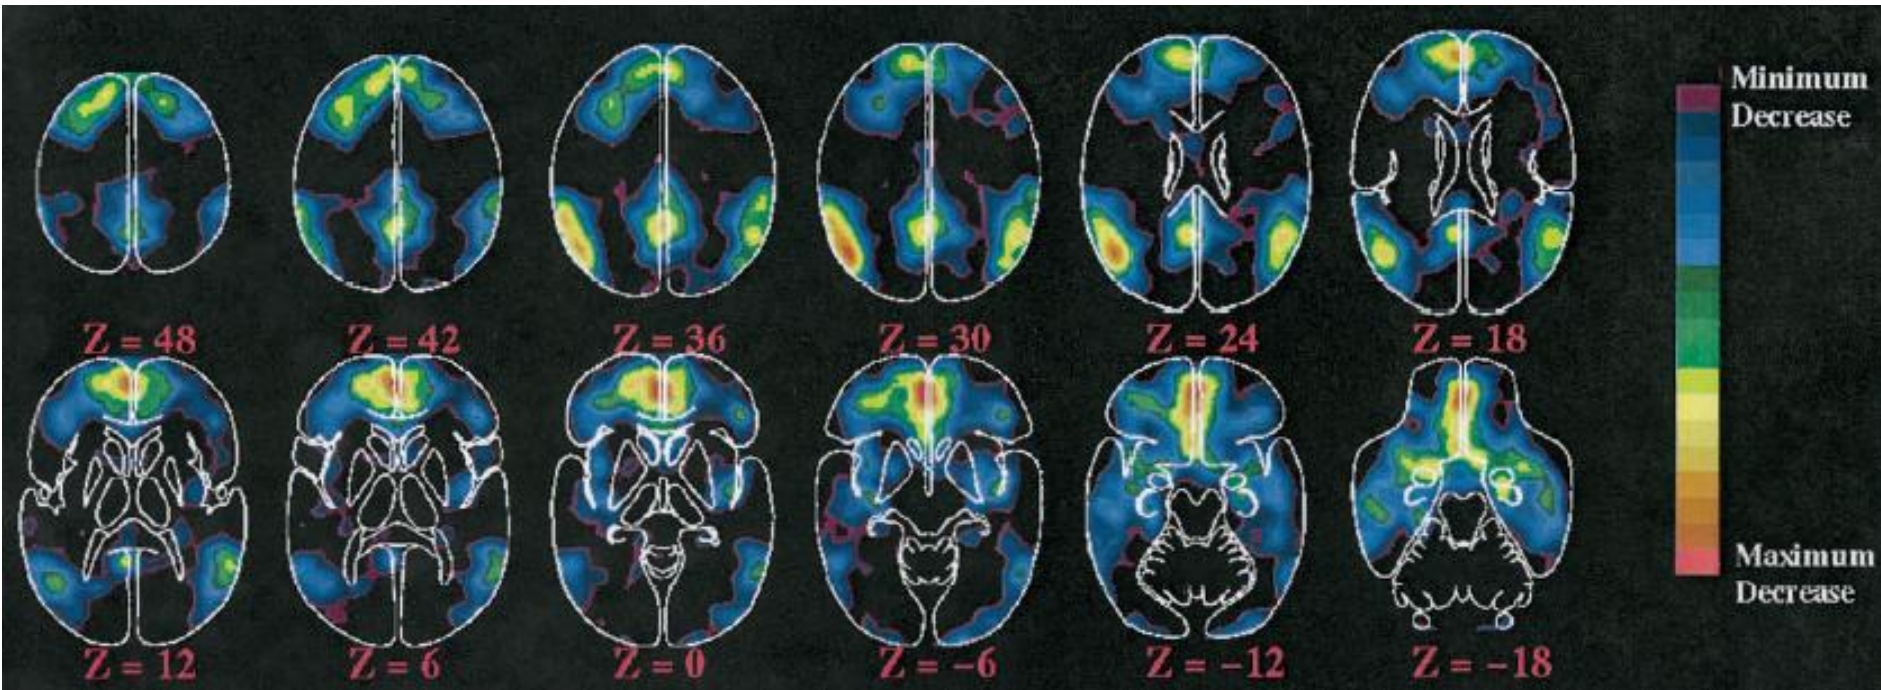 Minimum
Decrease
Z = 48
Z = 42
Z = 36
Z = 30
Z = 24
Z = 18
Maximum
Decrease
Z = 12
Z = 6
Z = 0
Z = -6
Z = -12
Z = -18